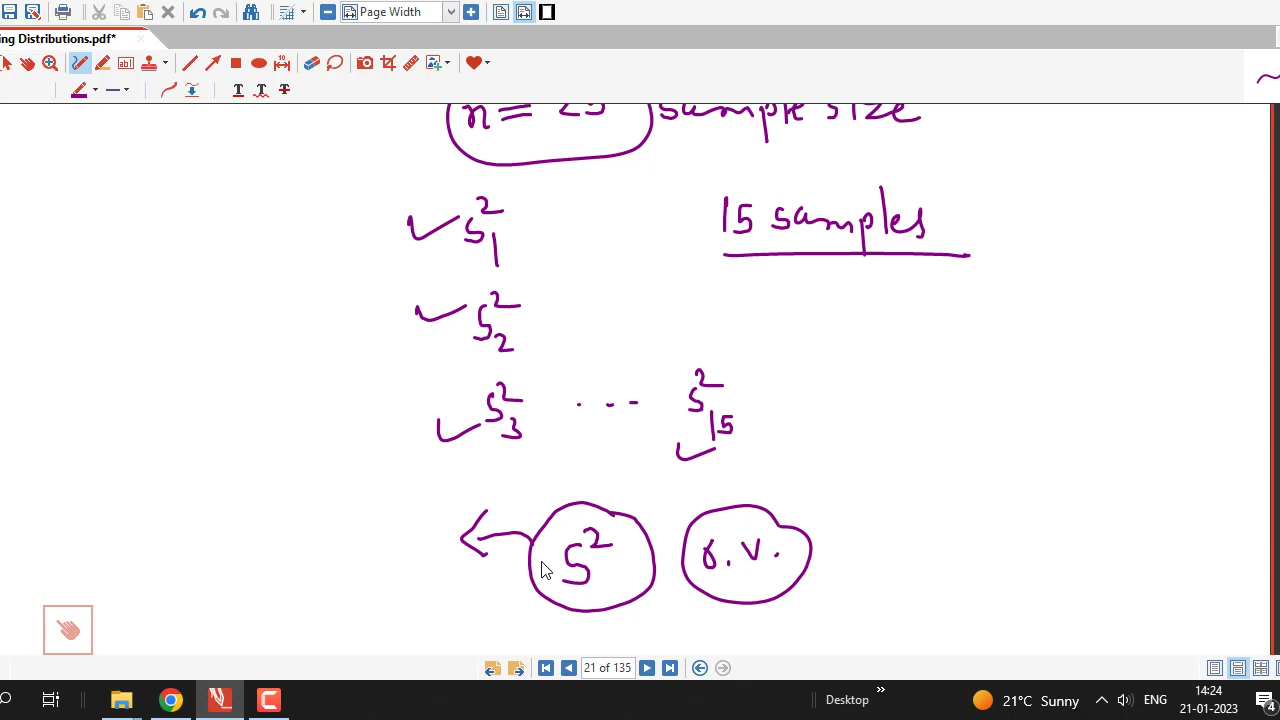 Page Width
ing Distributions.pdf*
n = 25 sample size
S₁² 15 samples
S₂²
S₃² ... S₁₅²
S² r.v.
21 of 135
Desktop » 21°C Sunny ENG 14:24
21-01-2023 4